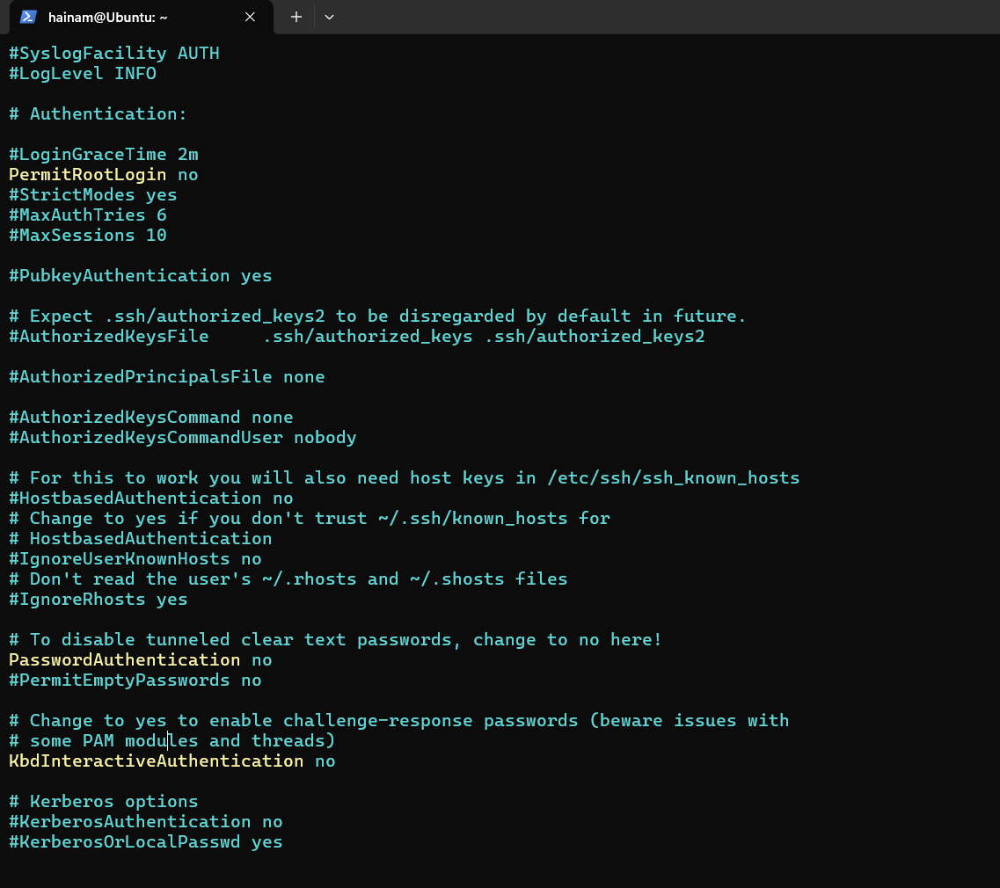 hainam@Ubuntu: ~
#SyslogFacility AUTH
#LogLevel INFO
# Authentication:
#LoginGraceTime 2m
PermitRootLogin no
#StrictModes yes
#MaxAuthTries 6
#MaxSessions 10
#PubkeyAuthentication yes
# Expect .ssh/authorized_keys2 to be disregarded by default in future.
#AuthorizedKeysFile     .ssh/authorized_keys .ssh/authorized_keys2
#AuthorizedPrincipalsFile none
#AuthorizedKeysCommand none
#AuthorizedKeysCommandUser nobody
# For this to work you will also need host keys in /etc/ssh/ssh_known_hosts
#HostbasedAuthentication no
# Change to yes if you don't trust ~/.ssh/known_hosts for
# HostbasedAuthentication
#IgnoreUserKnownHosts no
# Don't read the user's ~/.rhosts and ~/.shosts files
#IgnoreRhosts yes
# To disable tunneled clear text passwords, change to no here!
PasswordAuthentication no
#PermitEmptyPasswords no
# Change to yes to enable challenge-response passwords (beware issues with
# some PAM modules and threads)
KbdInteractiveAuthentication no
# Kerberos options
#KerberosAuthentication no
#KerberosOrLocalPasswd yes